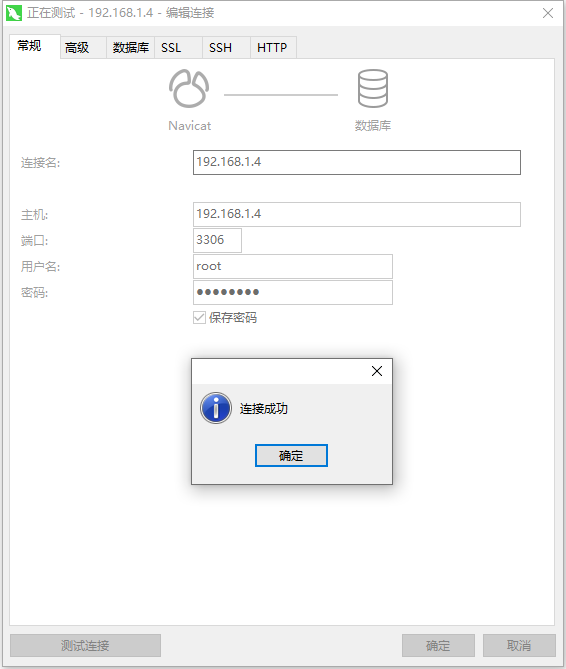 正在测试 - 192.168.1.4 - 编辑连接
常规 高级 数据库 SSL SSH HTTP
Navicat 数据库
连接名: 192.168.1.4
主机: 192.168.1.4
端口: 3306
用户名: root
密码: ●●●●●●●●
保存密码
连接成功
确定
测试连接 确定 取消